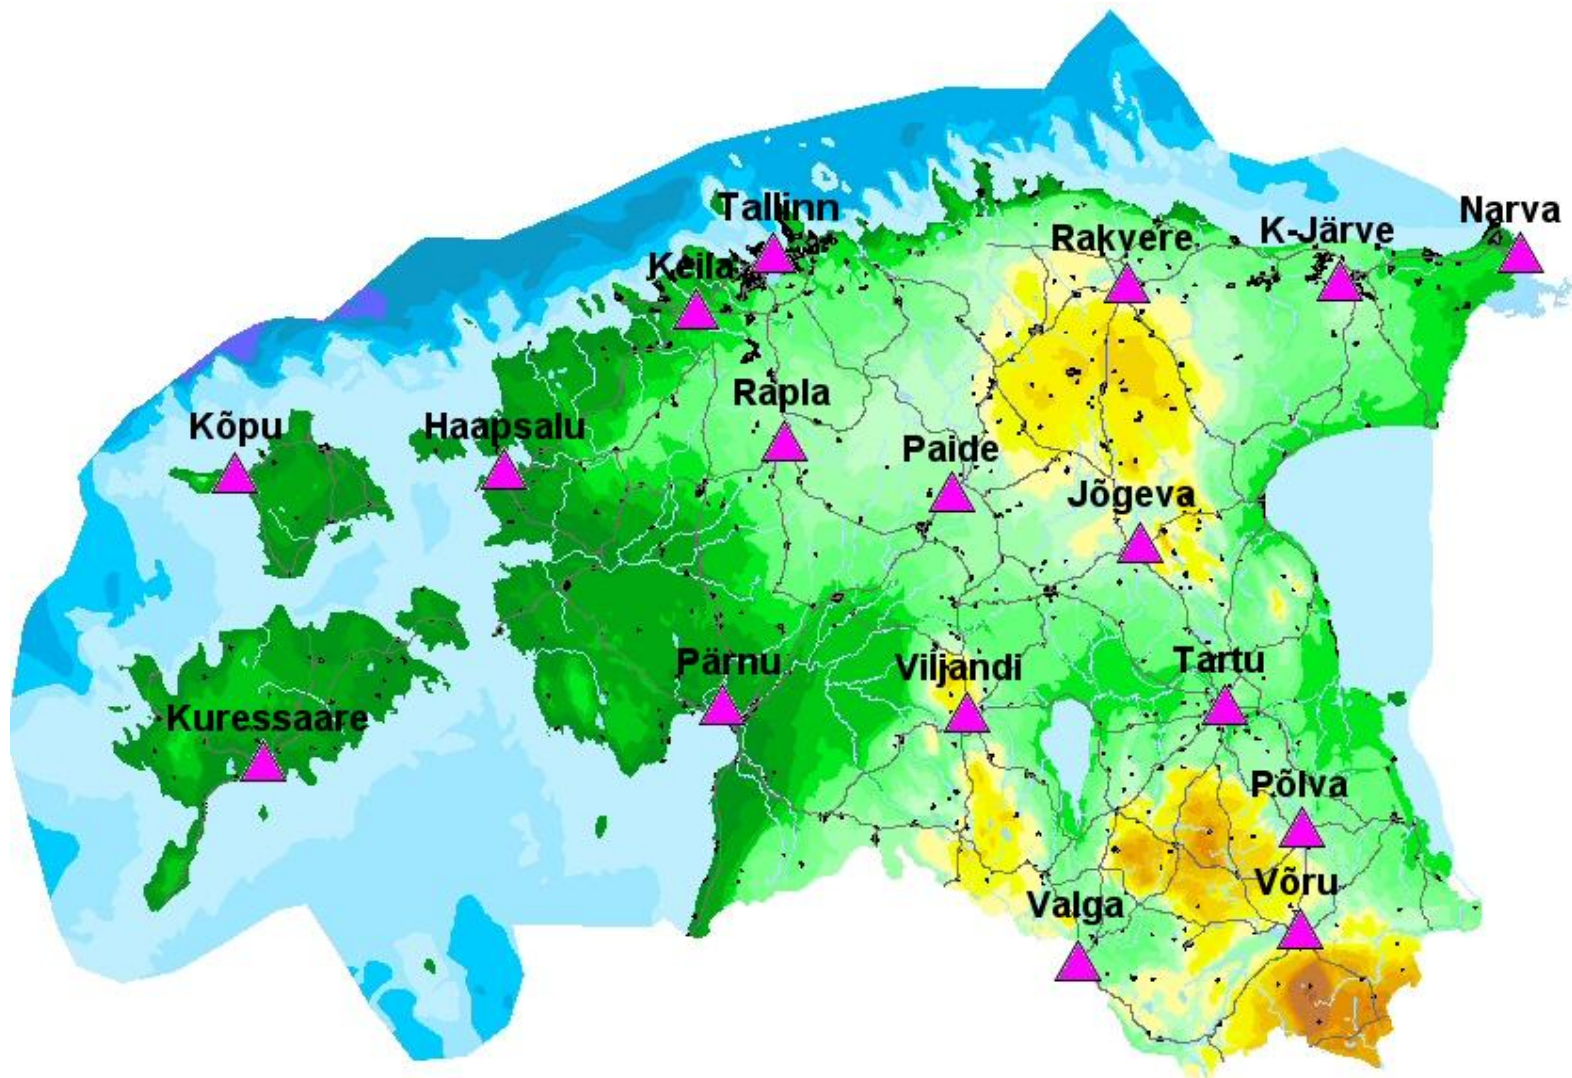 Tallinn
Narva
K-Järve
Rakvere
Keila
Rapla
Kõpu
Haapsalu
Paide
Jõgeva
Pärnu
Viljandi
Tartu
Kuressaare
Põlva
Võru
Valga